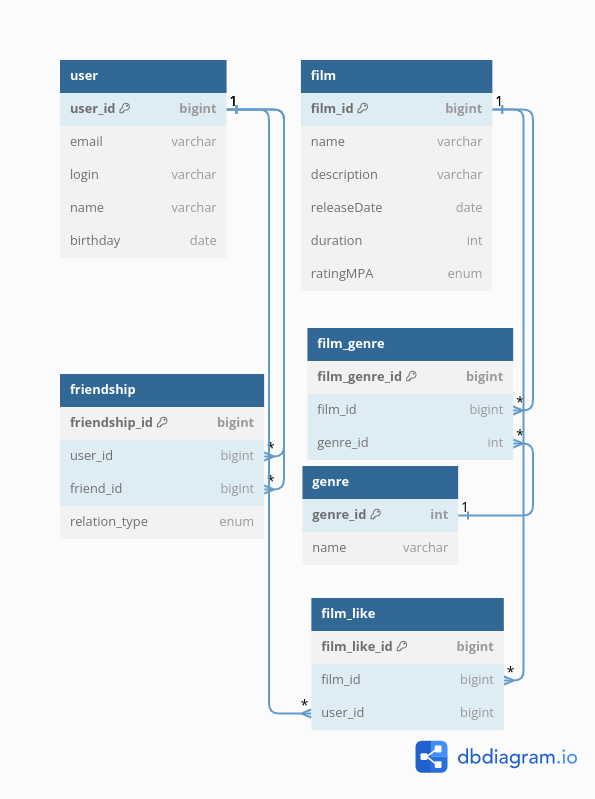 user
user_id bigint
email varchar
login varchar
name varchar
birthday date
1
film
film_id bigint
name varchar
description varchar
releaseDate date
duration int
ratingMPA enum
1
film_genre
film_genre_id bigint
film_id bigint
*
genre_id int
*
friendship
friendship_id bigint
user_id bigint
*
friend_id bigint
*
relation_type enum
genre
genre_id int
1
name varchar
film_like
film_like_id bigint
film_id bigint
*
user_id bigint
*
dbdiagram.io